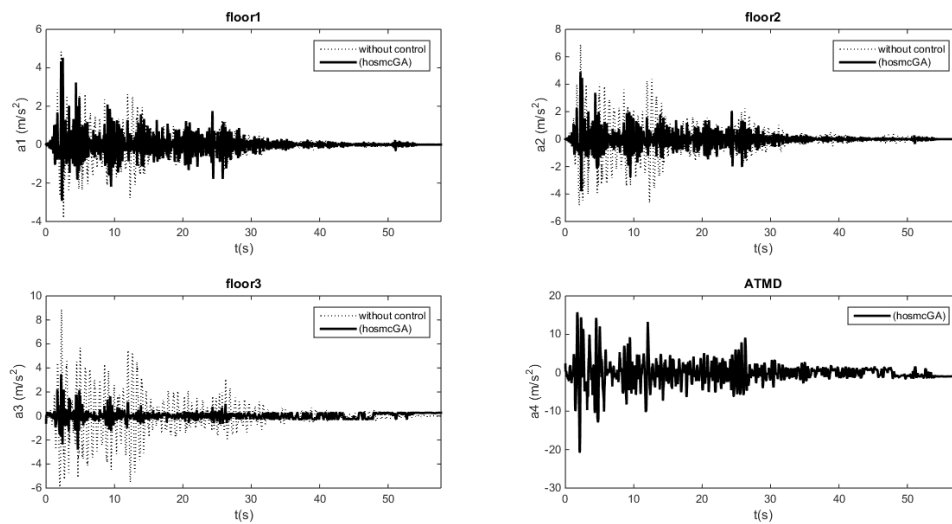 floor1
6
4
2
0
-2
-4
a1 (m/s²)
without control
(hosmcGA)
0 10 20 30 40 50
t(s)
floor2
8
6
4
2
0
-2
-4
-6
a2 (m/s²)
without control
(hosmcGA)
0 10 20 30 40 50
t(s)
floor3
10
8
6
4
2
0
-2
-4
-6
a3 (m/s²)
without control
(hosmcGA)
0 10 20 30 40 50
t(s)
ATMD
20
10
0
-10
-20
-30
a4 (m/s²)
(hosmcGA)
0 10 20 30 40 50
t(s)